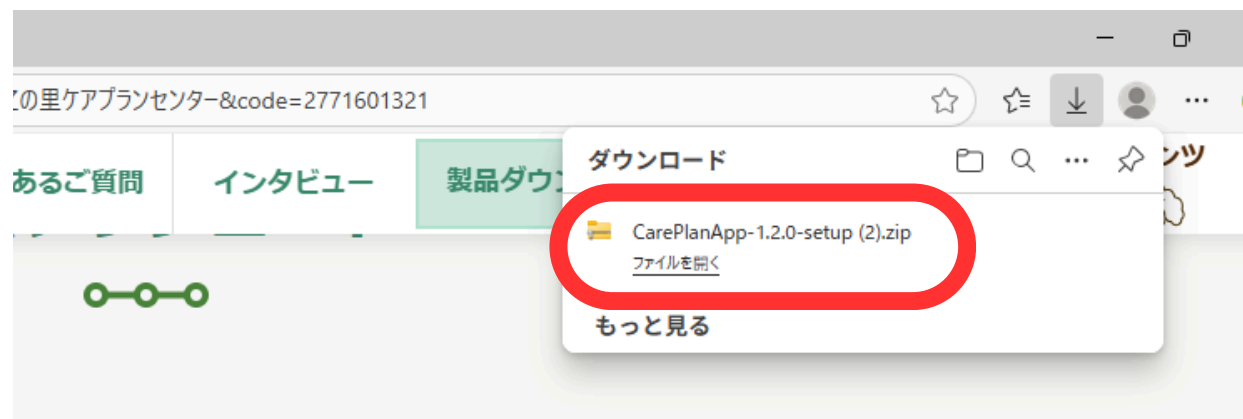 の里ケアプランセンター&code=2771601321
あるご質問
インタビュー
製品ダウン
ダウンロード
ンツ
CarePlanApp-1.2.0-setup (2).zip
ファイルを開く
もっと見る